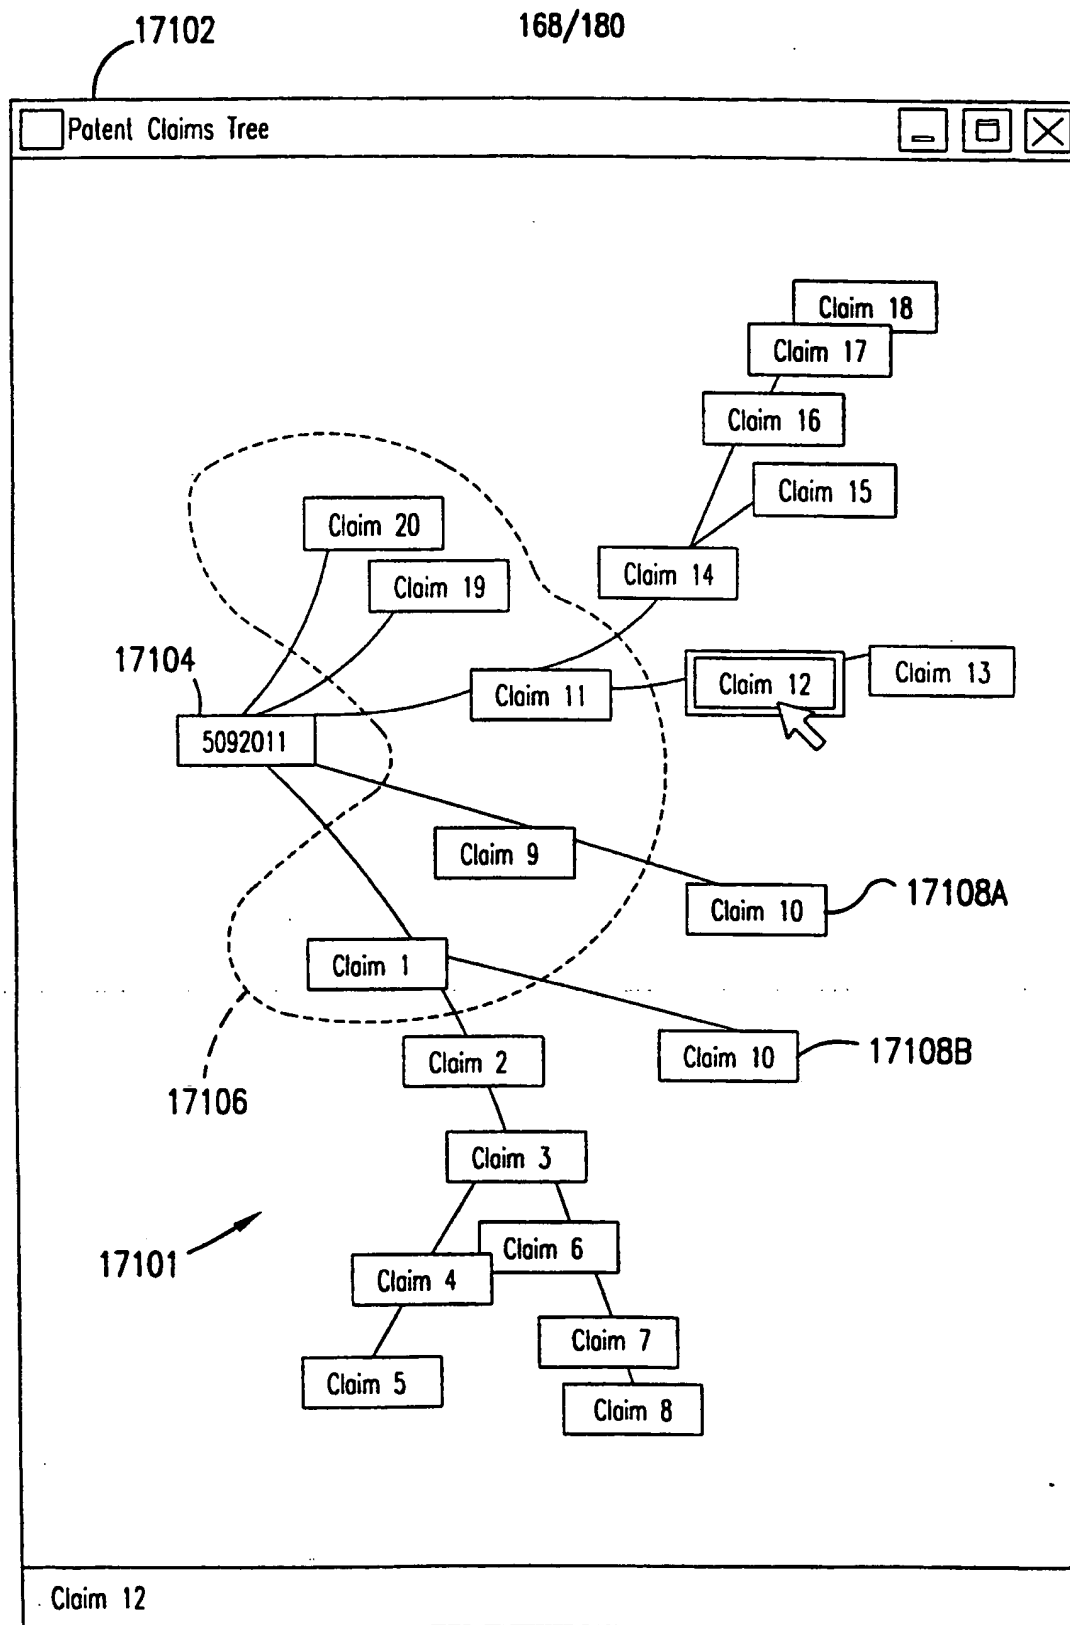 17102
168/180
Patent Claims Tree
Claim 18
Claim 17
Claim 16
Claim 15
Claim 20
Claim 14
Claim 19
17104
Claim 11
Claim 12
Claim 13
5092011
Claim 9
Claim 10
17108A
Claim 1
Claim 2
Claim 10
17108B
17106
Claim 3
17101
Claim 6
Claim 4
Claim 7
Claim 5
Claim 8
Claim 12